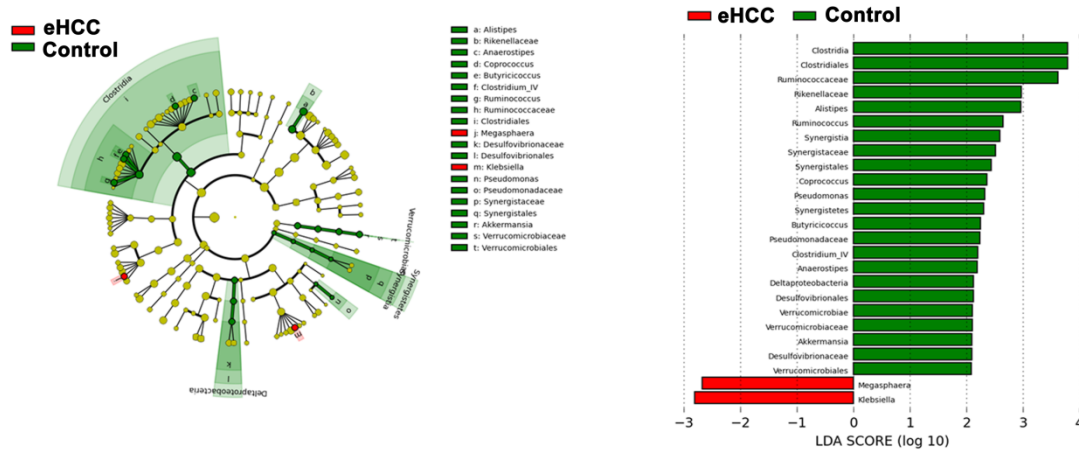 eHCC
Control
a: Alistipes
b: Rikenellaceae
c: Anaerostipes
d: Coprococcus
e: Butyricicoccus
f: Clostridium_IV
g: Ruminococcus
h: Ruminococcaceae
i: Clostridiales
j: Megasphaera
k: Desulfovibrionaceae
l: Desulfovibrionales
m: Klebsiella
n: Pseudomonas
o: Pseudomonadaceae
p: Synergistaceae
q: Synergistales
r: Akkermansia
s: Verrucomicrobiaceae
t: Verrucomicrobiales
Clostridia
i
h
d
c
b
a
Verrucomicrobiae
s
t
Synergistetes
Synergistia
q
p
o
n
m
Deltaproteobacteria
l
k
eHCC
Control
Clostridia
Clostridiales
Ruminococcaceae
Rikenellaceae
Alistipes
Ruminococcus
Synergistia
Synergistaceae
Synergistales
Coprococcus
Pseudomonas
Synergistetes
Butyricicoccus
Pseudomonadaceae
Clostridium_IV
Anaerostipes
Deltaproteobacteria
Desulfovibrionales
Verrucomicrobiae
Verrucomicrobiaceae
Akkermansia
Desulfovibrionaceae
Verrucomicrobiales
Megasphaera
Klebsiella
−3 −2 −1 0 1 2 3 4
LDA SCORE (log 10)